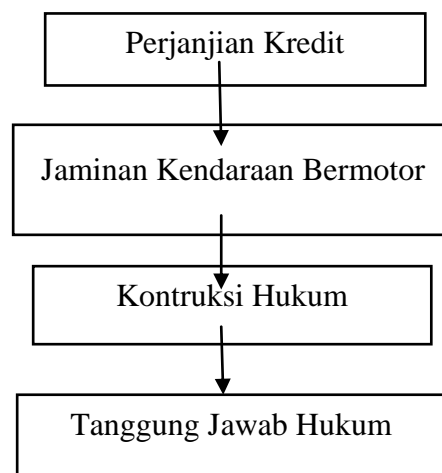 Perjanjian Kredit
Jaminan Kendaraan Bermotor
Kontruksi Hukum
Tanggung Jawab Hukum